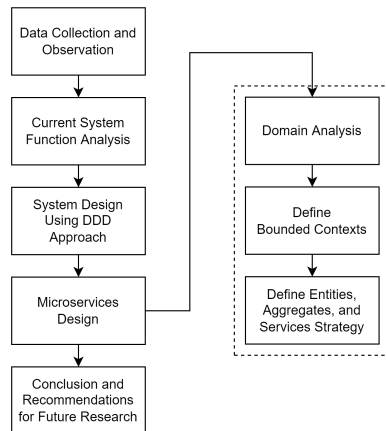 Data Collection and
Observation
Current System
Function Analysis
System Design
Using DDD
Approach
Microservices
Design
Conclusion and
Recommendations
for Future Research
Domain Analysis
Define
Bounded Contexts
Define Entities,
Aggregates, and
Services Strategy